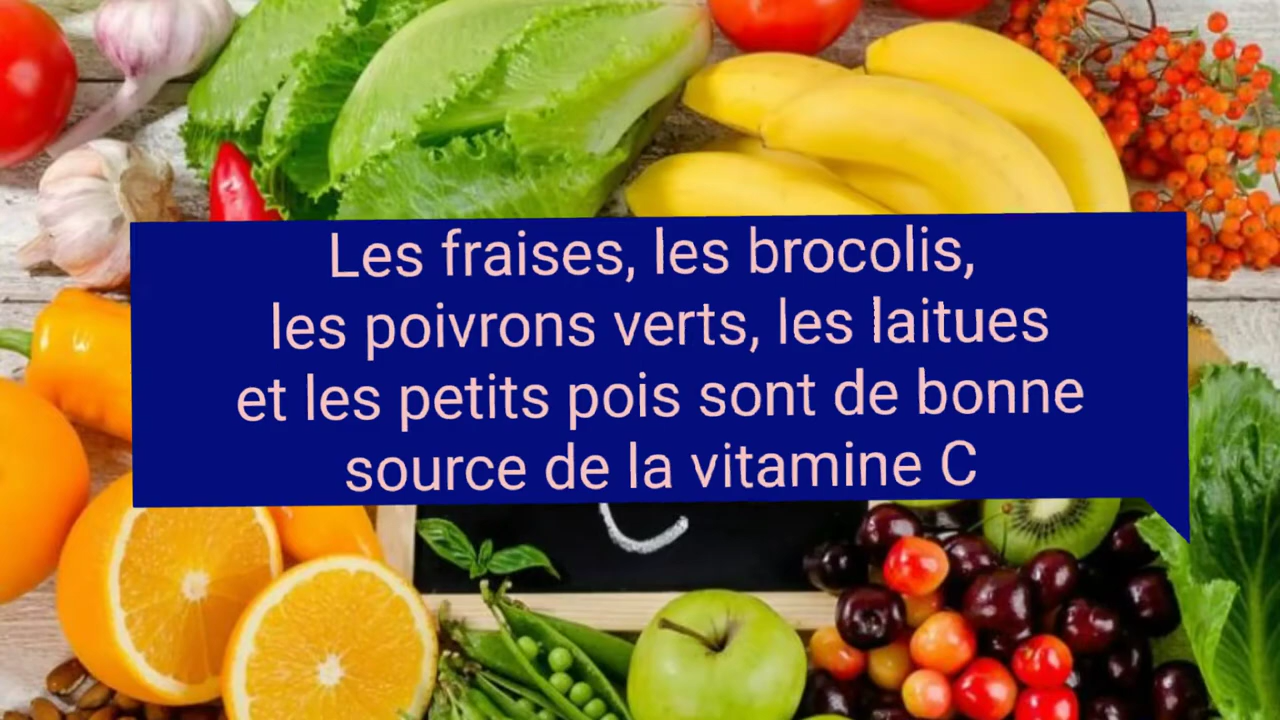 Les fraises, les brocolis,
les poivrons verts, les laitues
et les petits pois sont de bonne
source de la vitamine C